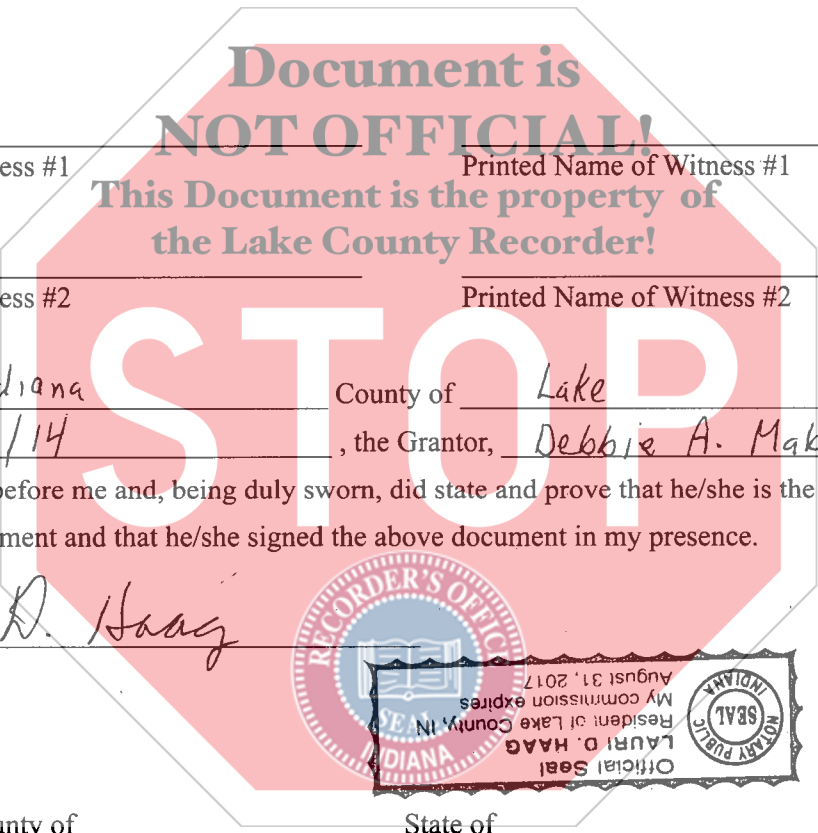 Document is
NOT OFFICIAL!
ess #1 Printed Name of Witness #1
This Document is the property of
the Lake County Recorder!
ess #2 Printed Name of Witness #2
STOP
diana County of Lake
/14 , the Grantor, Debbie A. Mak
before me and, being duly sworn, did state and prove that he/she is the
ment and that he/she signed the above document in my presence.
D. Haag
RECORDER'S OFFICE
SEAL
INDIANA
Official Seal
LAURI D. HAAG
Resident of Lake County, IN
My commission expires
August 31, 2017
NOTARY PUBLIC
SEAL
INDIANA
unty of State of